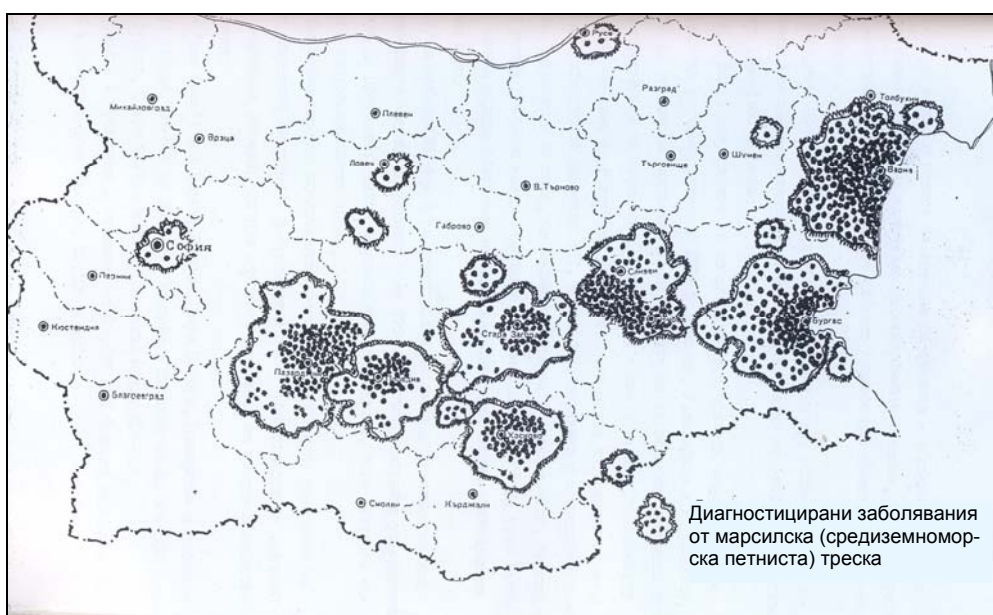 Русе
Разград
Толбухин
Михайловград
Плевен
Враца
Шумен
Търговище
Ловеч
Варна
В. Търново
Габрово
София
Сливен
Перник
Кюстендил
Бургас
Благоевград
Хасково
Смолян
Кърджали
Диагностицирани заболявания
от марсилска (средиземномор-
ска петниста) треска